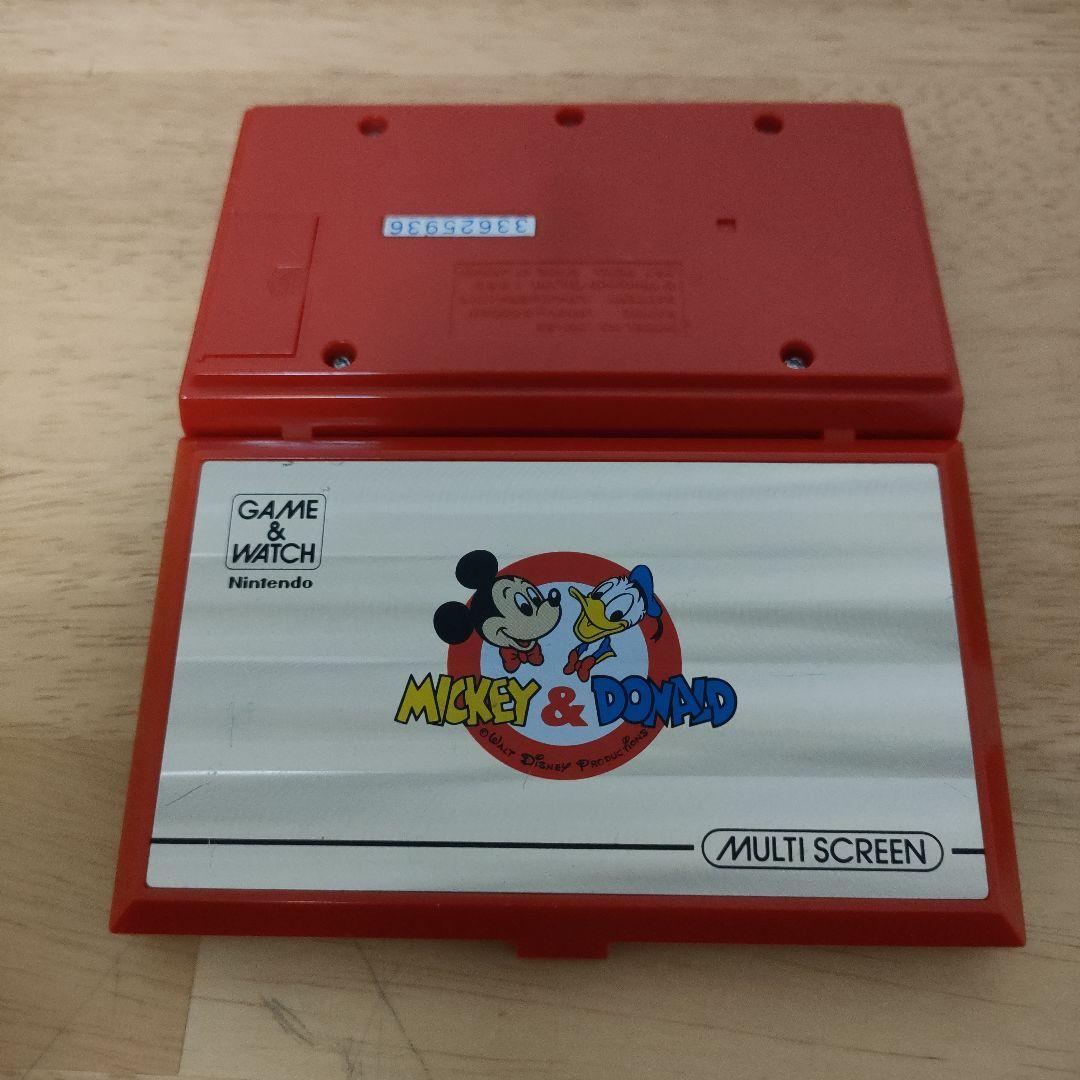 33625936
GAME
&
WATCH
Nintendo
MICKEY & DONALD
© WALT DISNEY PRODUCTIONS
MULTI SCREEN